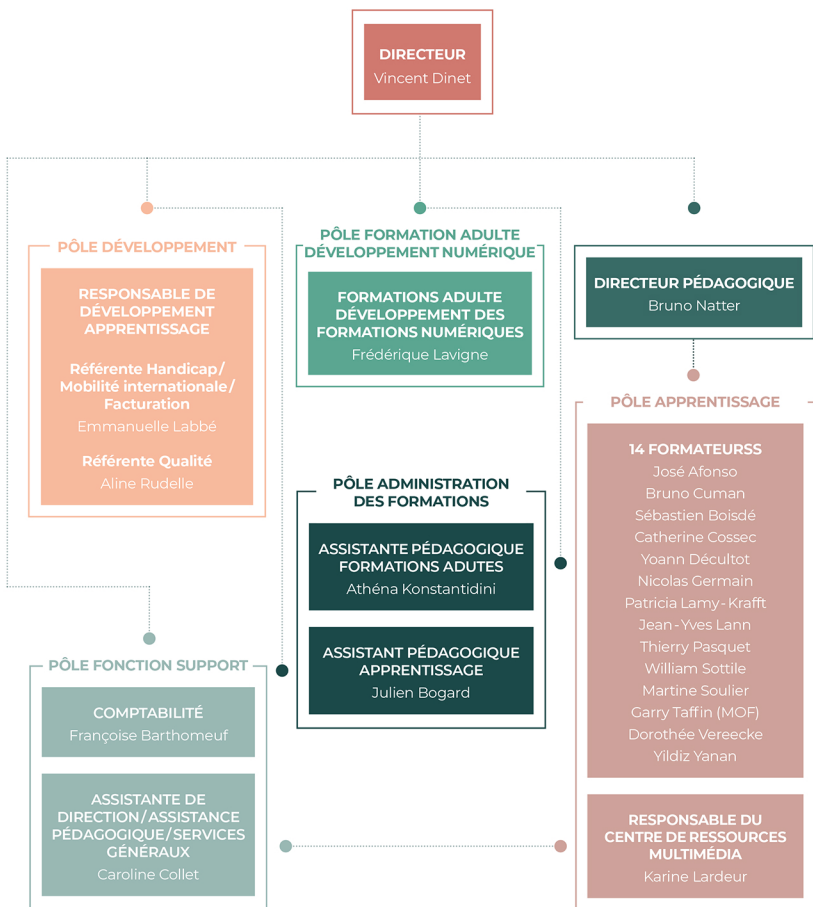 DIRECTEUR
Vincent Dinet
PÔLE DÉVELOPPEMENT
RESPONSABLE DE
DÉVELOPPEMENT
APPRENTISSAGE
Référente Handicap/
Mobilité internationale/
Facturation
Emmanuelle Labbé
Référente Qualité
Aline Rudelle
PÔLE FORMATION ADULTE
DÉVELOPPEMENT NUMÉRIQUE
FORMATIONS ADULTE
DÉVELOPPEMENT DES
FORMATIONS NUMÉRIQUES
Frédérique Lavigne
DIRECTEUR PÉDAGOGIQUE
Bruno Natter
PÔLE ADMINISTRATION
DES FORMATIONS
ASSISTANTE PÉDAGOGIQUE
FORMATIONS ADUTES
Athéna Konstantidini
ASSISTANT PÉDAGOGIQUE
APPRENTISSAGE
Julien Bogard
PÔLE APPRENTISSAGE
14 FORMATEURSS
José Afonso
Bruno Cuman
Sébastien Boisdé
Catherine Cossec
Yoann Décultot
Nicolas Germain
Patricia Lamy-Krafft
Jean-Yves Lann
Thierry Pasquet
William Sottile
Martine Soulier
Garry Taffin (MOF)
Dorothée Vereecke
Yildiz Yanan
RESPONSABLE DU
CENTRE DE RESSOURCES
MULTIMÉDIA
Karine Lardeur
PÔLE FONCTION SUPPORT
COMPTABILITÉ
Françoise Barthomeuf
ASSISTANTE DE
DIRECTION/ASSISTANCE
PÉDAGOGIQUE/SERVICES
GÉNÉRAUX
Caroline Collet